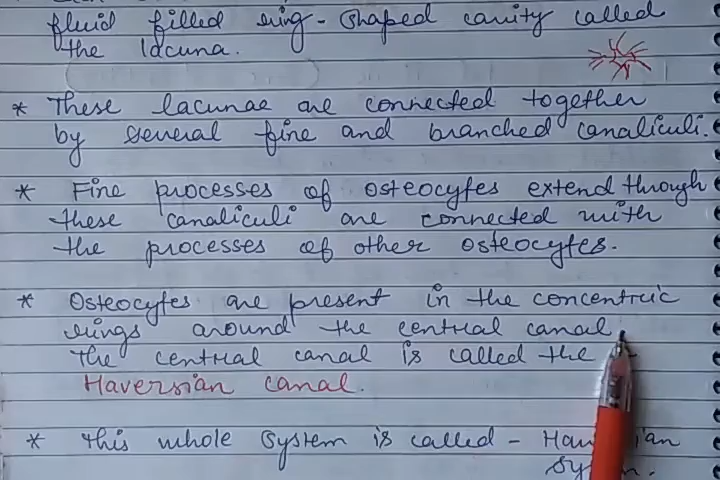 fluid filled ring-shaped cavity called
the lacuna.
* These lacunae are connected together
by several fine and branched canaliculi.
* Fine processes of osteocytes extend through
these canaliculi are connected with
the processes of other osteocytes.
* Osteocytes are present in the concentric
rings around the central canal.
The central canal is called the
Haversian canal.
* This whole system is called -